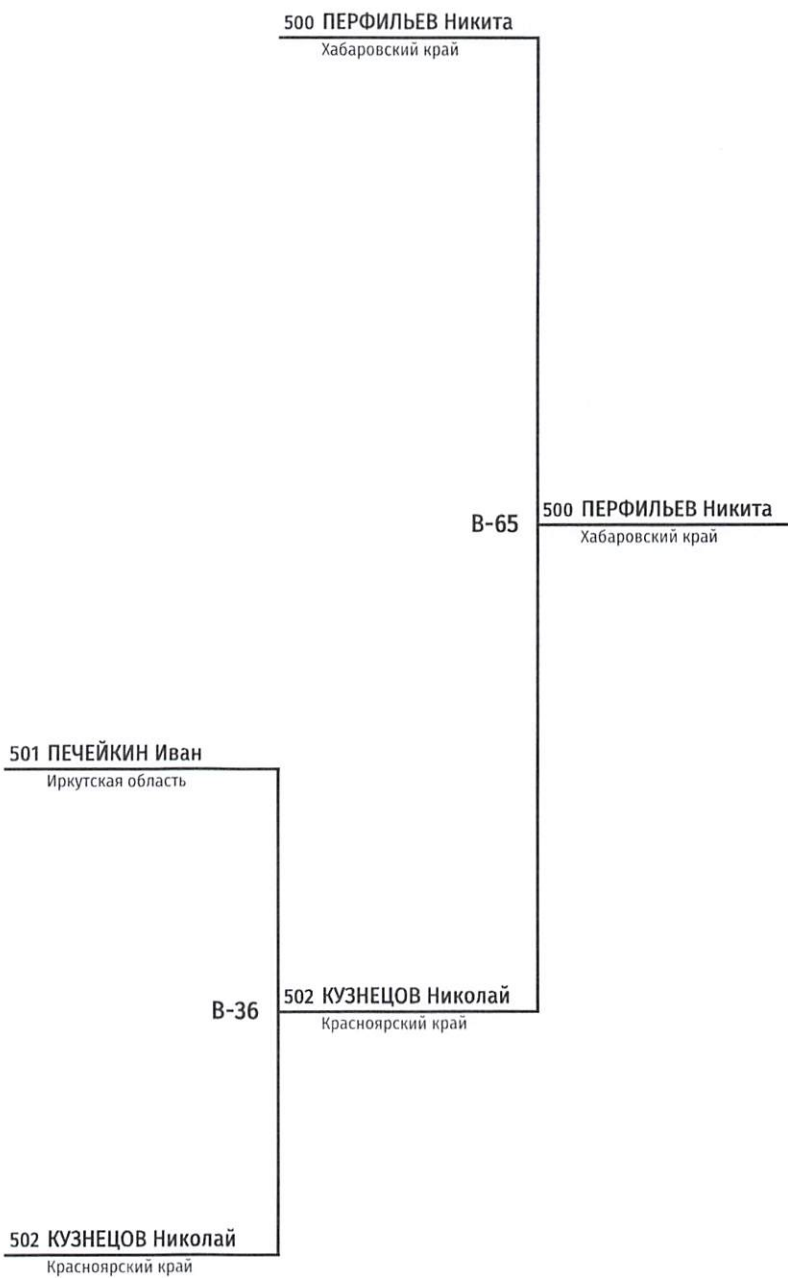 500 ПЕРФИЛЬЕВ Никита
Хабаровский край
В-65
500 ПЕРФИЛЬЕВ Никита
Хабаровский край
501 ПЕЧЕЙКИН Иван
Иркутская область
В-36
502 КУЗНЕЦОВ Николай
Красноярский край
502 КУЗНЕЦОВ Николай
Красноярский край